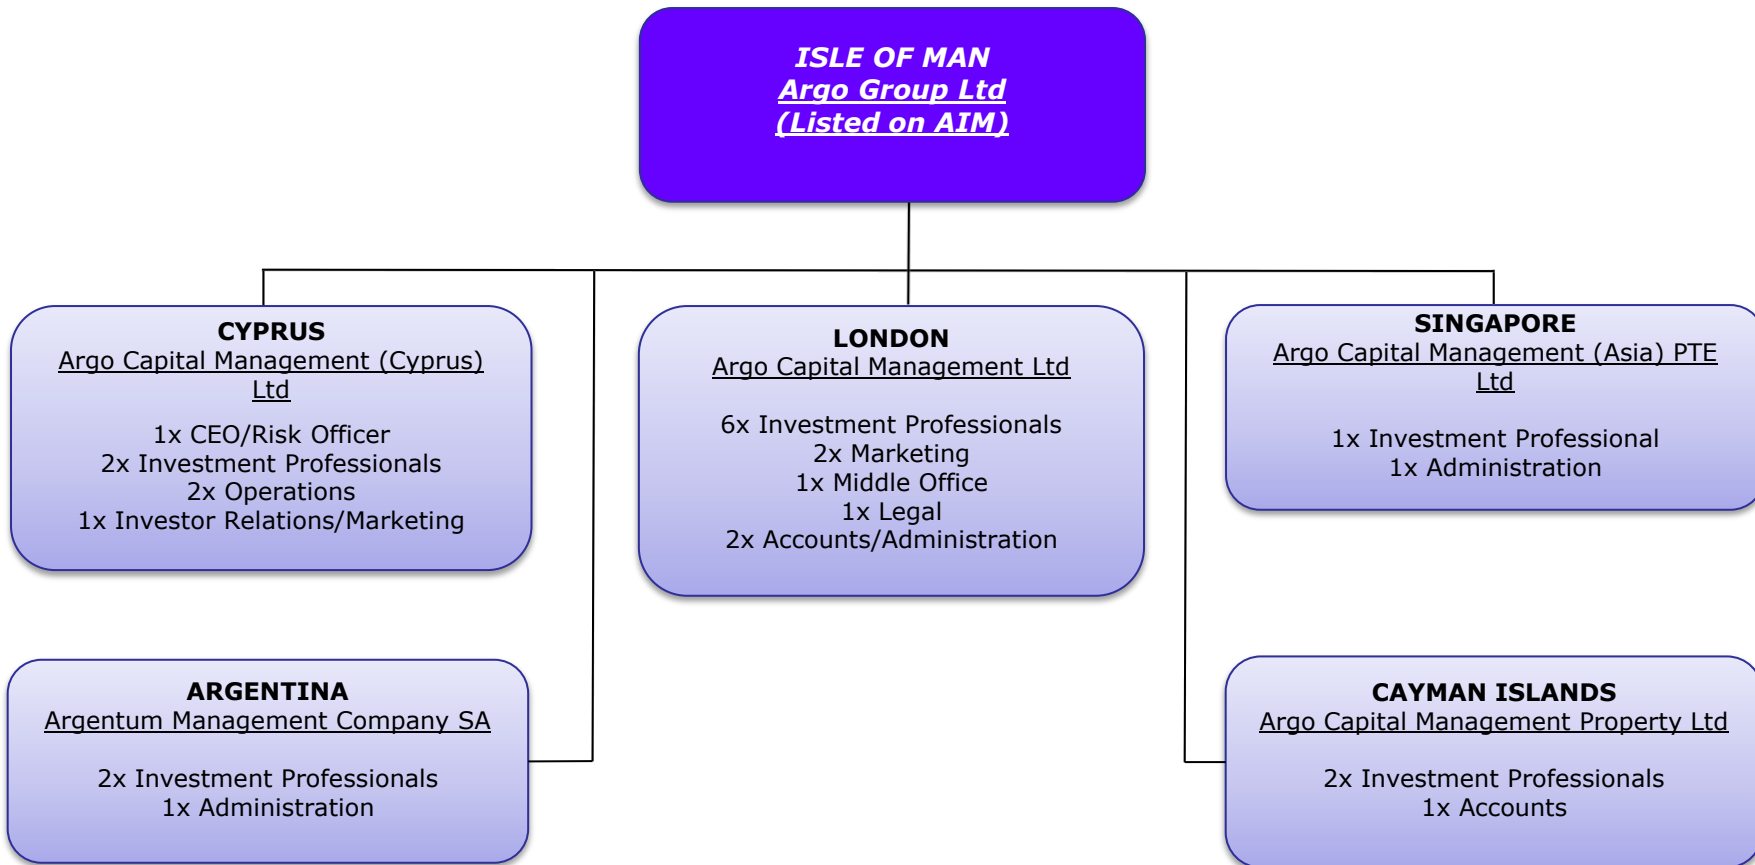 ISLE OF MAN
Argo Group Ltd
(Listed on AIM)
CYPRUS
Argo Capital Management (Cyprus)
Ltd
1x CEO/Risk Officer
2x Investment Professionals
2x Operations
1x Investor Relations/Marketing
LONDON
Argo Capital Management Ltd
6x Investment Professionals
2x Marketing
1x Middle Office
1x Legal
2x Accounts/Administration
SINGAPORE
Argo Capital Management (Asia) PTE
Ltd
1x Investment Professional
1x Administration
ARGENTINA
Argentum Management Company SA
2x Investment Professionals
1x Administration
CAYMAN ISLANDS
Argo Capital Management Property Ltd
2x Investment Professionals
1x Accounts